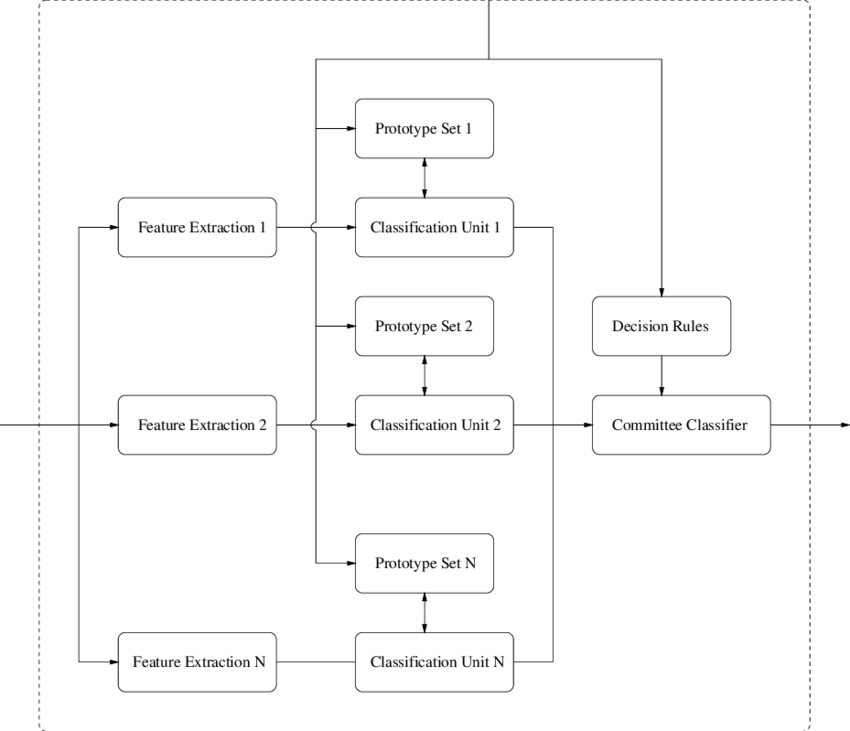 Prototype Set 1
Feature Extraction 1
Classification Unit 1
Prototype Set 2
Decision Rules
Feature Extraction 2
Classification Unit 2
Committee Classifier
Prototype Set N
Feature Extraction N
Classification Unit N